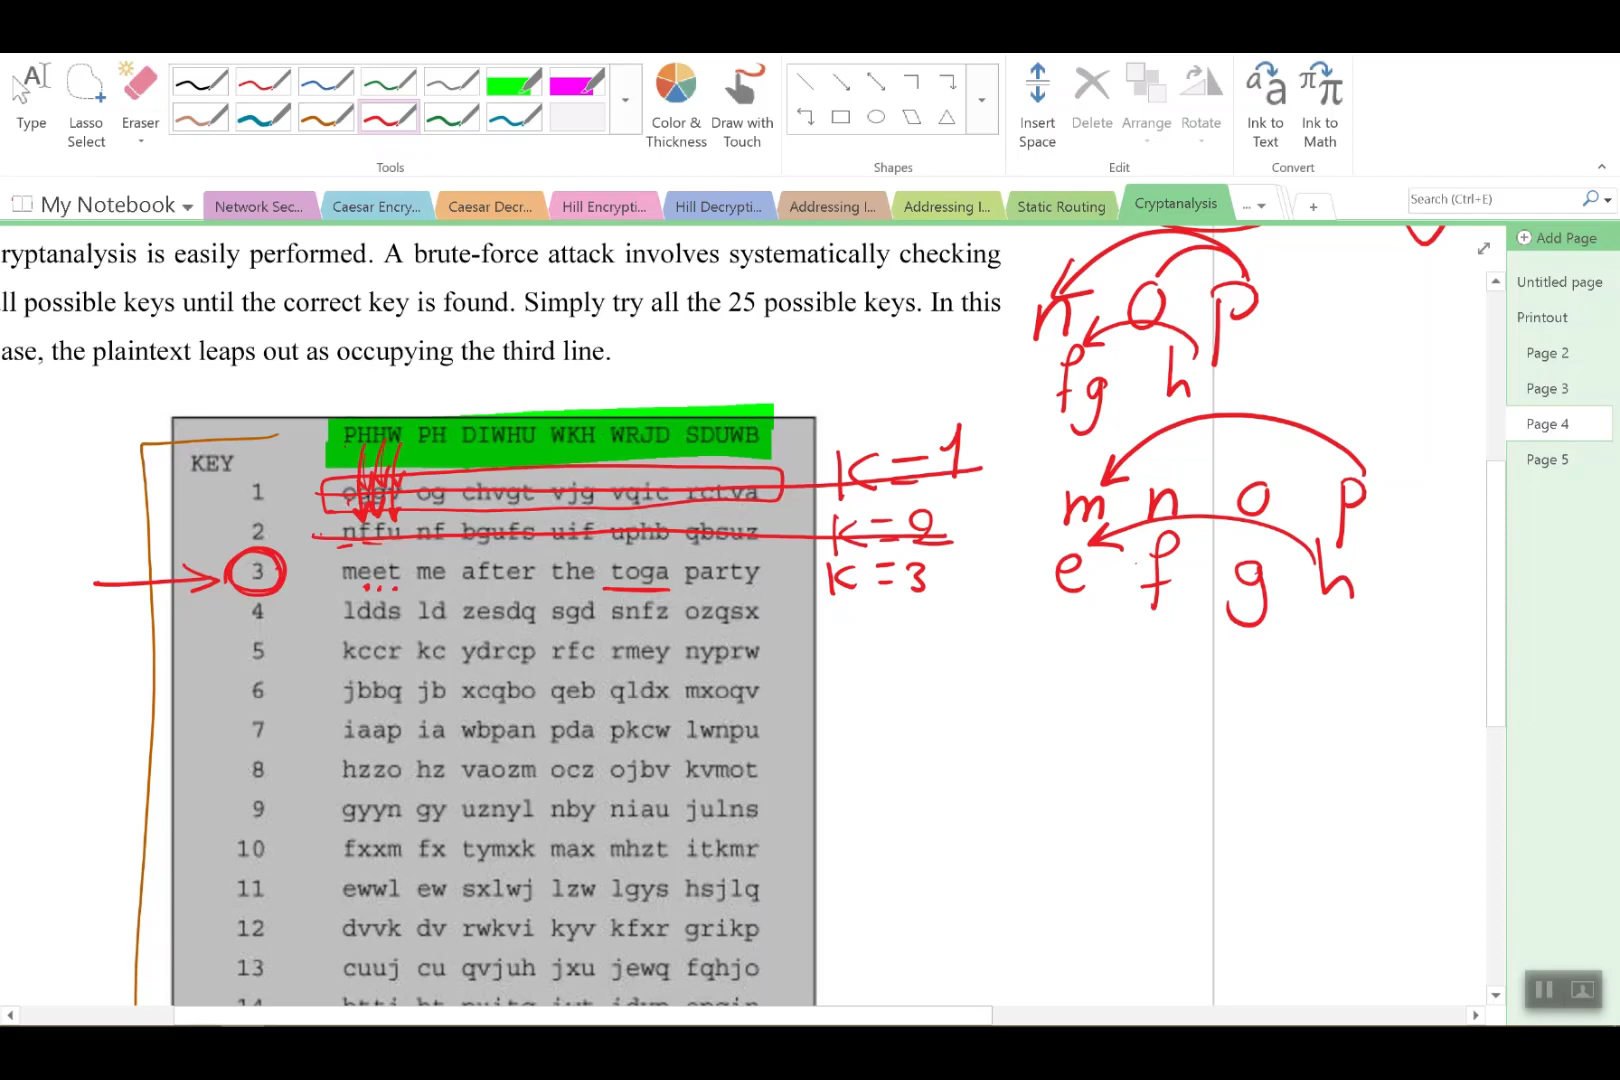 Type
Lasso Select
Eraser
Color & Thickness
Draw with Touch
Insert Space
Delete
Arrange
Rotate
Ink to Text
Ink to Math
Tools
Shapes
Edit
Convert
My Notebook
Network Sec...
Caesar Encry...
Caesar Decr...
Hill Encrypti...
Hill Decrypti...
Addressing I...
Addressing I...
Static Routing
Cryptanalysis
...
Search (Ctrl+E)
Add Page
Untitled page
Printout
Page 2
Page 3
Page 4
Page 5
ryptanalysis is easily performed. A brute-force attack involves systematically checking
ll possible keys until the correct key is found. Simply try all the 25 possible keys. In this
ase, the plaintext leaps out as occupying the third line.
PHHW PH DIWHU WKH WRJD SDUWB
KEY
1 oggv og chvgt vjg vqic rctva
2 nffu nf bgufs uif uphb qbsuz
3 meet me after the toga party
4 ldds ld zesdq sgd snfz ozqsx
5 kccr kc ydrcp rfc rmey nyprw
6 jbbq jb xcqbo qeb qldx mxoqv
7 iaap ia wbpan pda pkcw lwnpu
8 hzzo hz vaozm ocz ojbv kvmot
9 gyyn gy uznyl nby niau julns
10 fxxm fx tymxk max mhzt itkmr
11 ewwl ew sxlwj lzw lgys hsjlq
12 dvvk dv rwkvi kyv kfxr grikp
13 cuuj cu qvjuh jxu jewq fqhjo
K=1
K=2
K=3
n o p
f g h
m n o p
e f g h